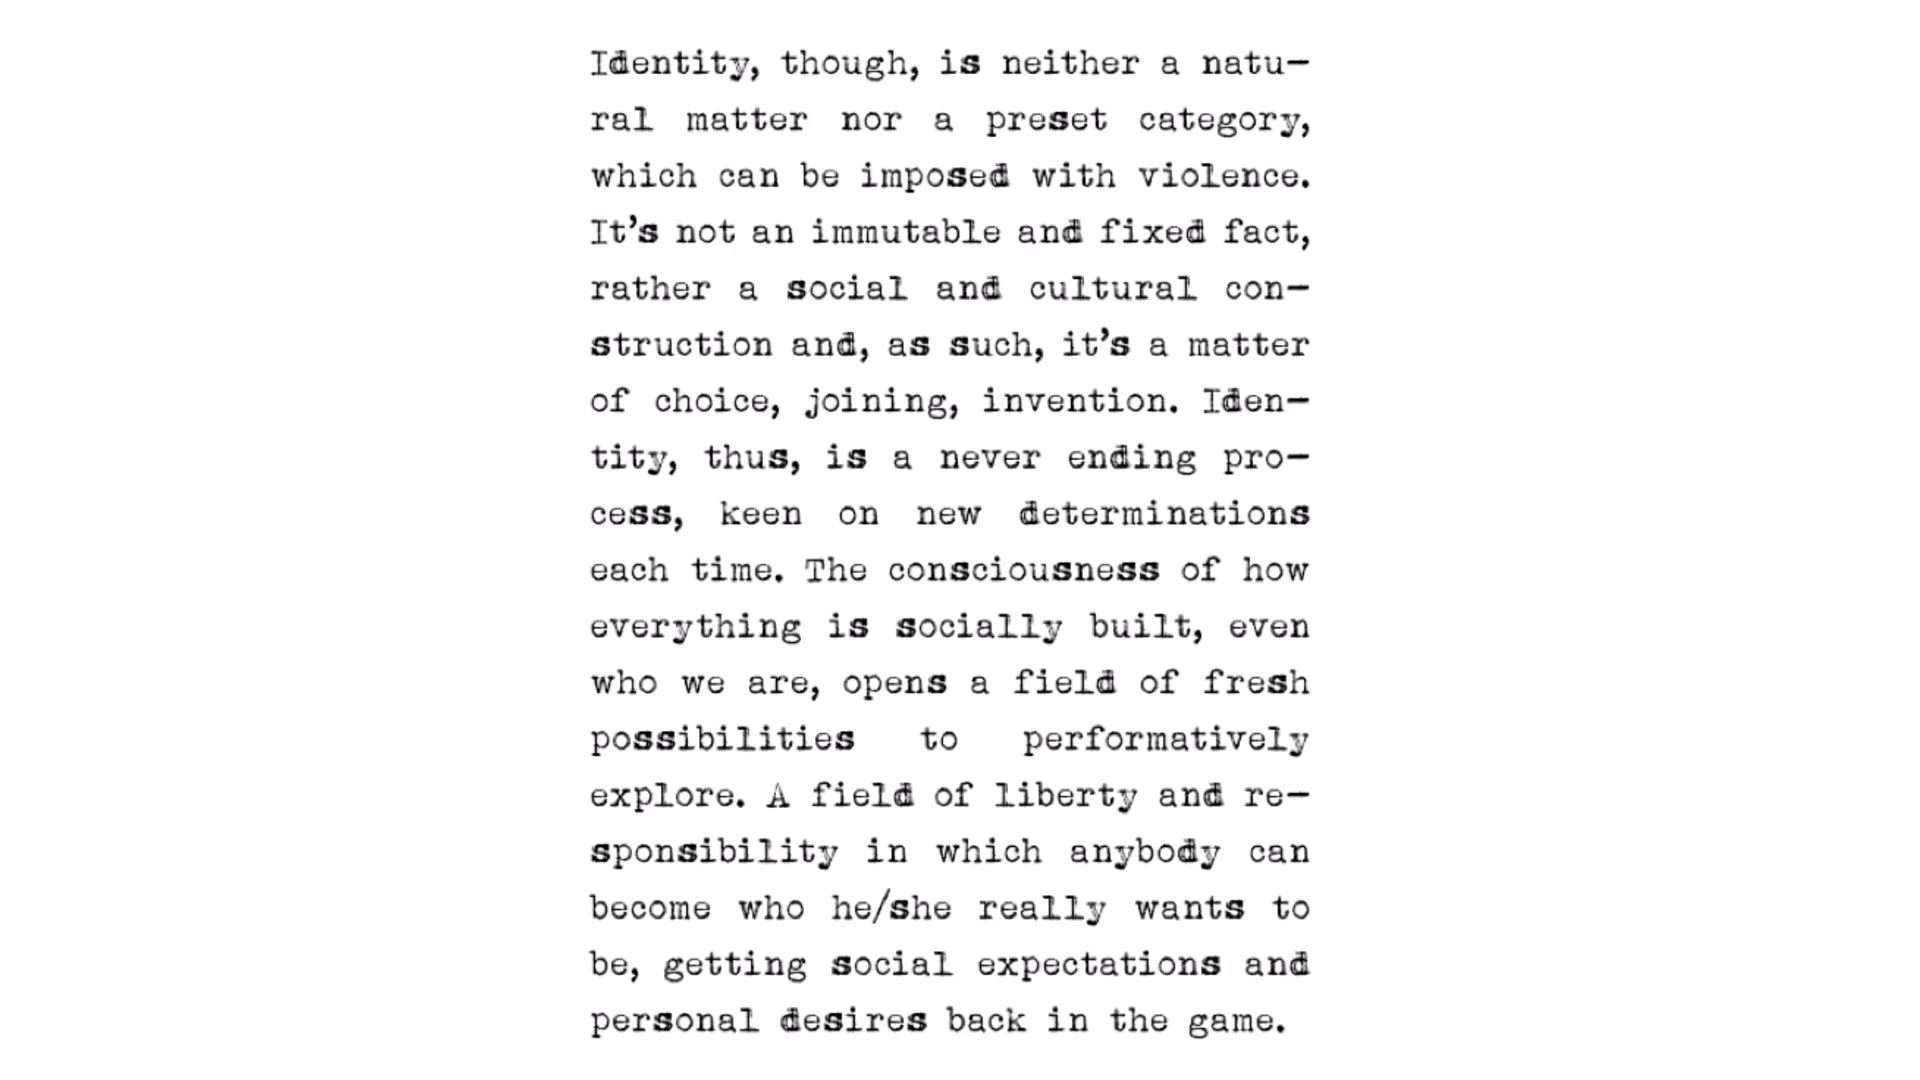 Identity, though, is neither a natu-
ral matter nor a preset category,
which can be imposed with violence.
It’s not an immutable and fixed fact,
rather a social and cultural con-
struction and, as such, it’s a matter
of choice, joining, invention. Iden-
tity, thus, is a never ending pro-
cess, keen on new determinations
each time. The consciousness of how
everything is socially built, even
who we are, opens a field of fresh
possibilities to performatively
explore. A field of liberty and re-
sponsibility in which anybody can
become who he/she really wants to
be, getting social expectations and
personal desires back in the game.